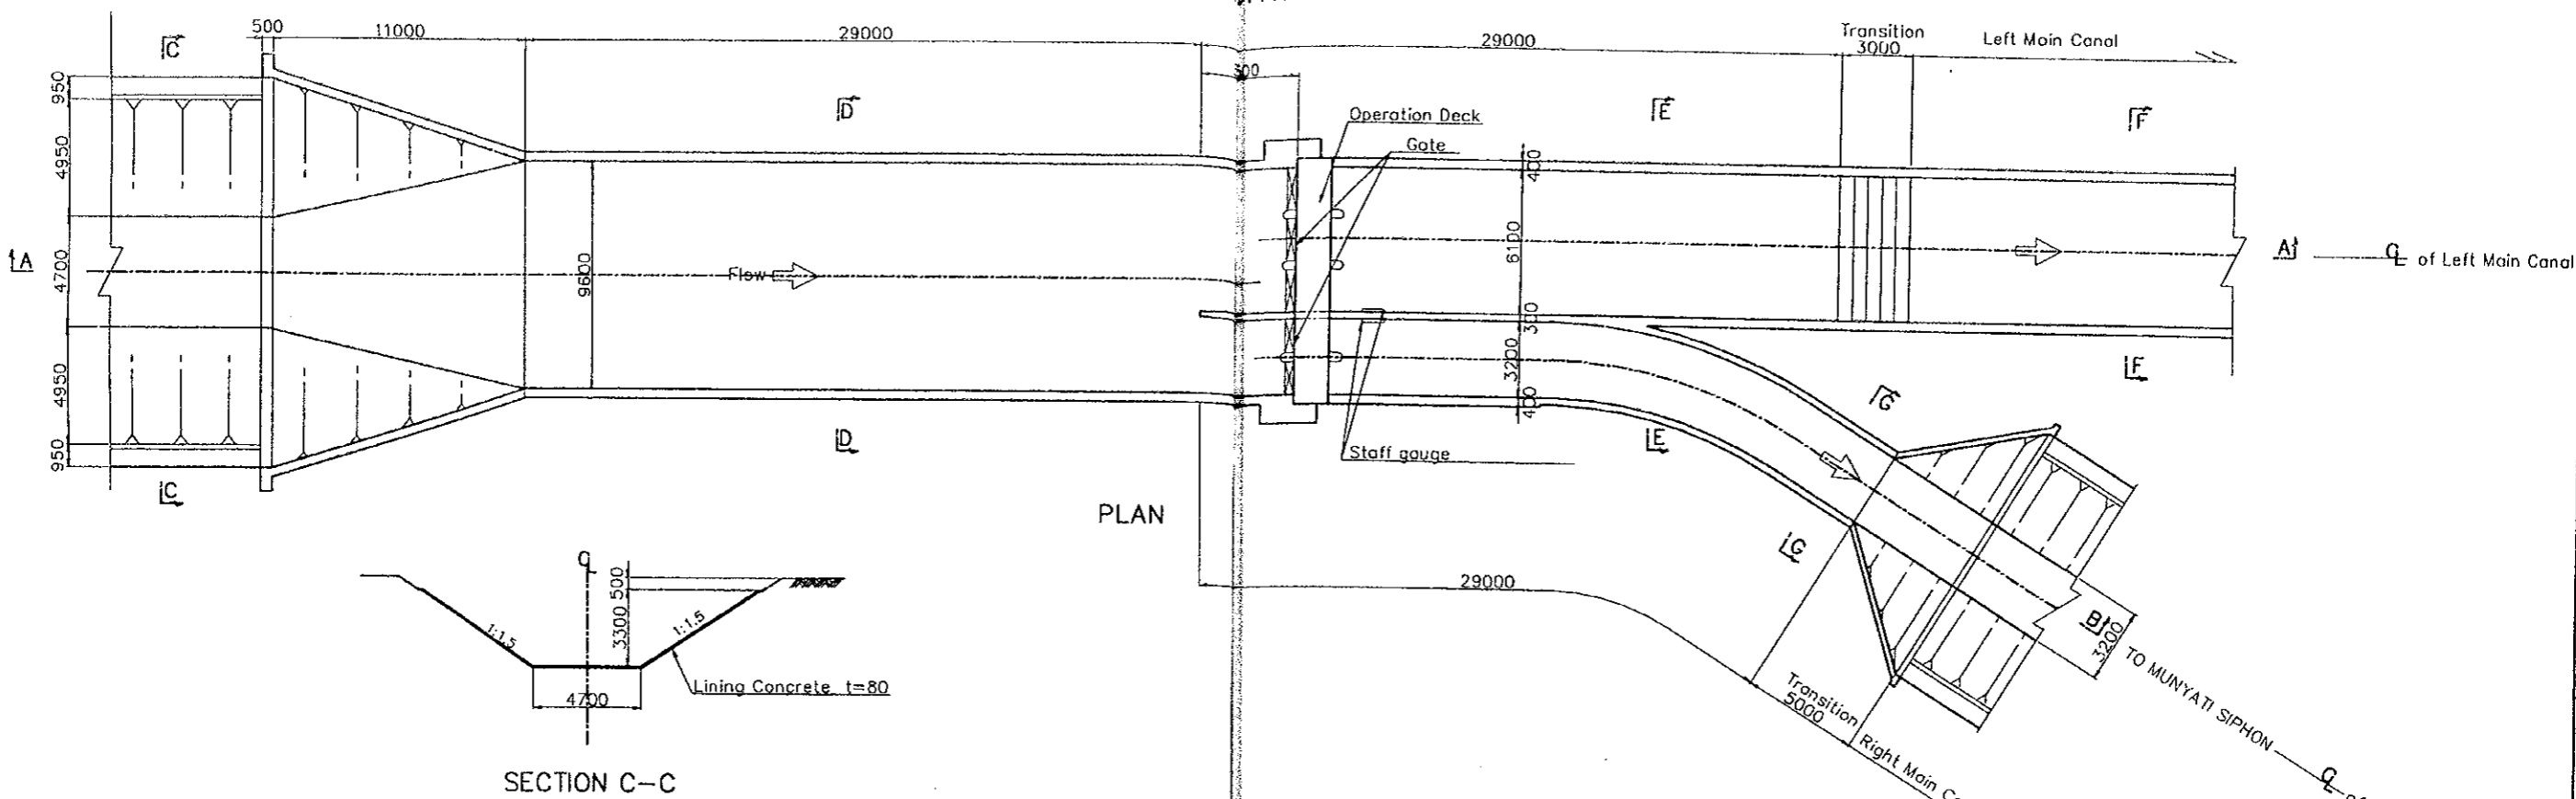 500
11000
29000
29000
Transition
3000
Left Main Canal
300
C
D
E
F
950
4950
4700
4950
950
Operation Deck
Gate
400
6100
300
3200
400
9600
Flow
A
A
℄ of Left Main Canal
Staff gauge
C
D
E
F
G
G
PLAN
29000
℄
500
3300
1:1.5
1:1.5
Lining Concrete t=80
4700
SECTION C-C
B
3200
TO MUNYATI SIPHON
Transition
5000
Right Main
℄